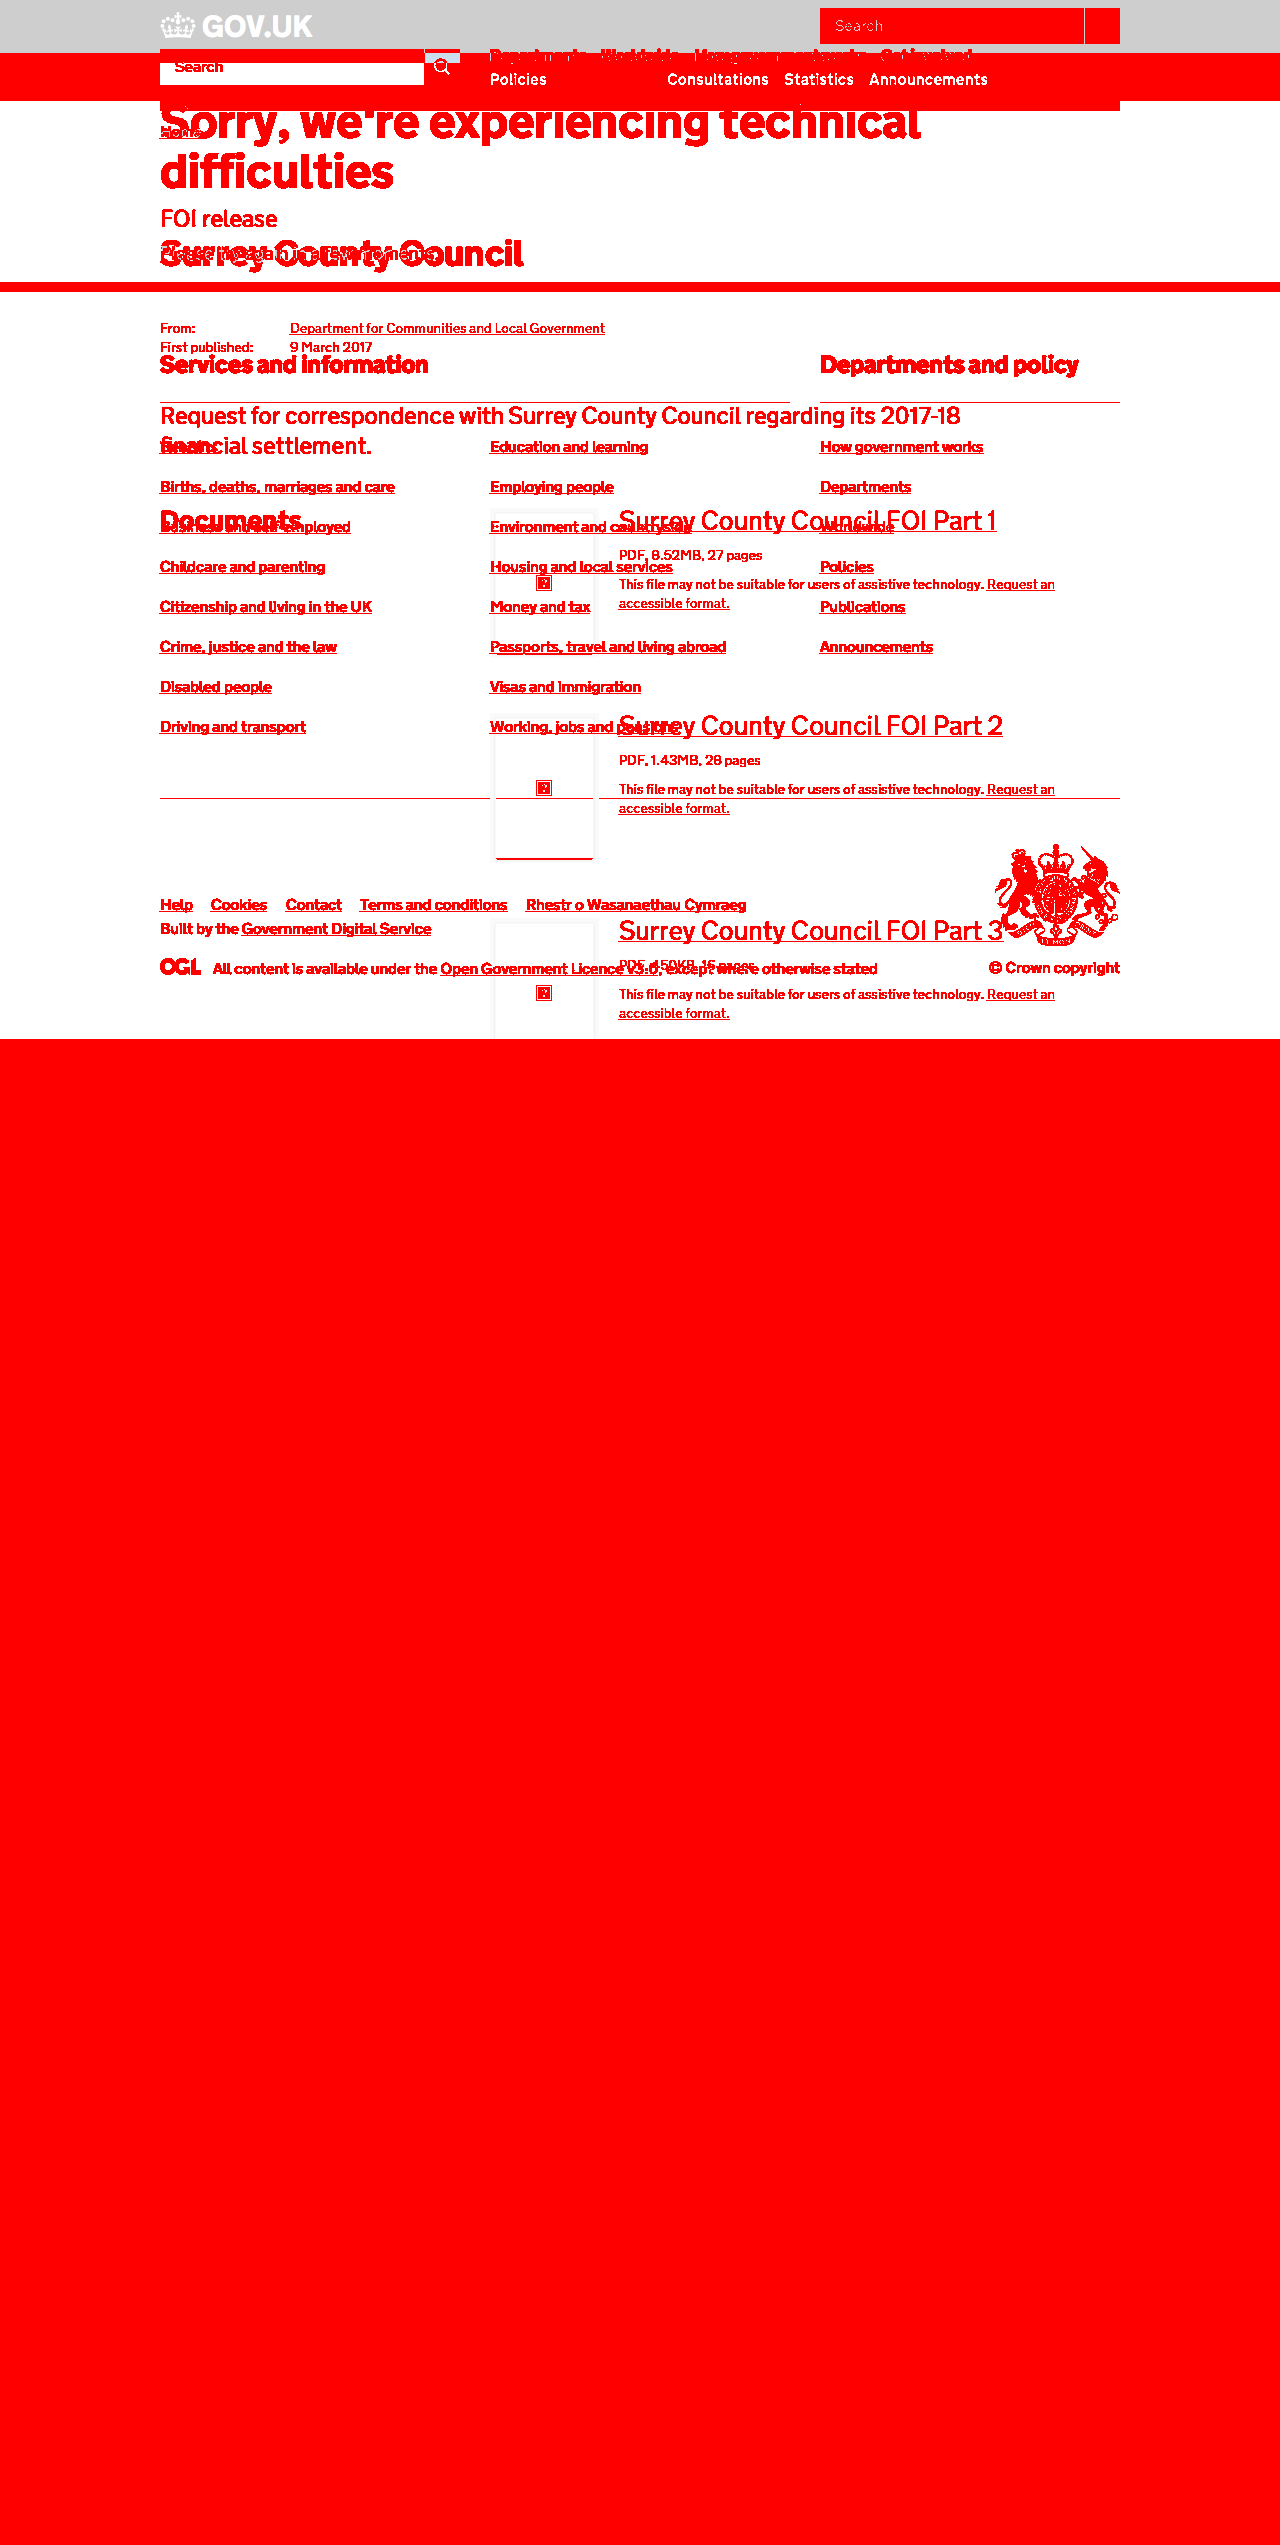 GOV.UK
Search
Departments Worldwide How government works Get involved
Search
Policies Consultations Statistics Announcements
Sorry, we're experiencing technical
Home
difficulties
FOI release
Surrey County Council
Please try again in a few moments.
From: Department for Communities and Local Government
First published: 9 March 2017
Services and information
Departments and policy
Request for correspondence with Surrey County Council regarding its 2017-18
financial settlement.
Benefits
Education and learning
How government works
Births, deaths, marriages and care
Employing people
Departments
Documents
Business and self-employed
Environment and countryside
Surrey County Council FOI Part 1
Worldwide
PDF, 8.52MB, 27 pages
Childcare and parenting
Housing and local services
Policies
This file may not be suitable for users of assistive technology. Request an
accessible format.
Citizenship and living in the UK
Money and tax
Publications
Crime, justice and the law
Passports, travel and living abroad
Announcements
Disabled people
Visas and immigration
Driving and transport
Working, jobs and pensions
Surrey County Council FOI Part 2
PDF, 1.43MB, 28 pages
This file may not be suitable for users of assistive technology. Request an
accessible format.
Help Cookies Contact Terms and conditions Rhestr o Wasanaethau Cymraeg
Built by the Government Digital Service
Surrey County Council FOI Part 3
PDF, 450KB, 16 pages
OGL All content is available under the Open Government Licence v3.0, except where otherwise stated
© Crown copyright
This file may not be suitable for users of assistive technology. Request an
accessible format.